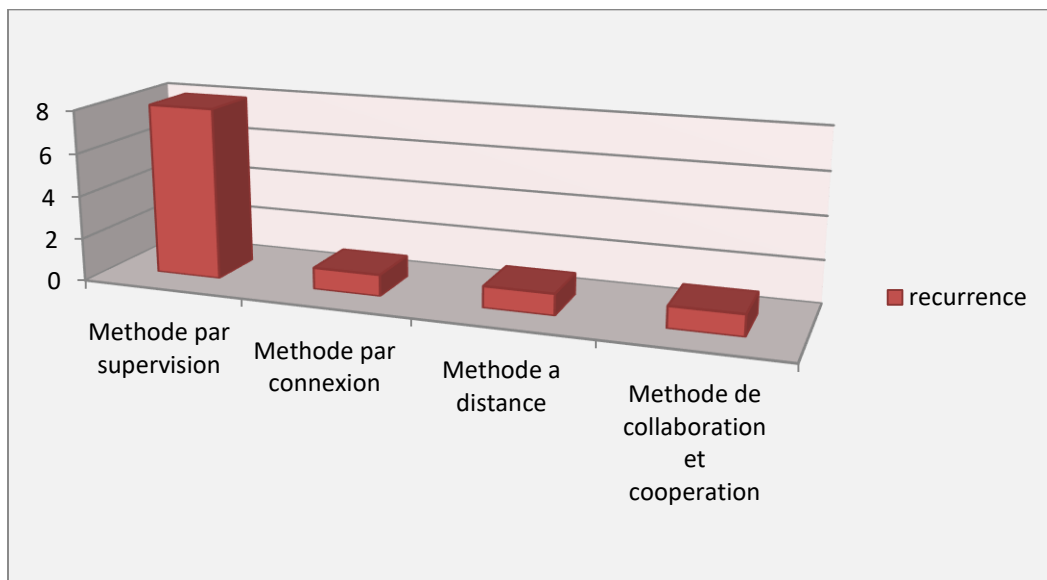 8
6
4
2
0
Methode par
supervision
Methode par
connexion
Methode a
distance
Methode de
collaboration
et
cooperation
recurrence